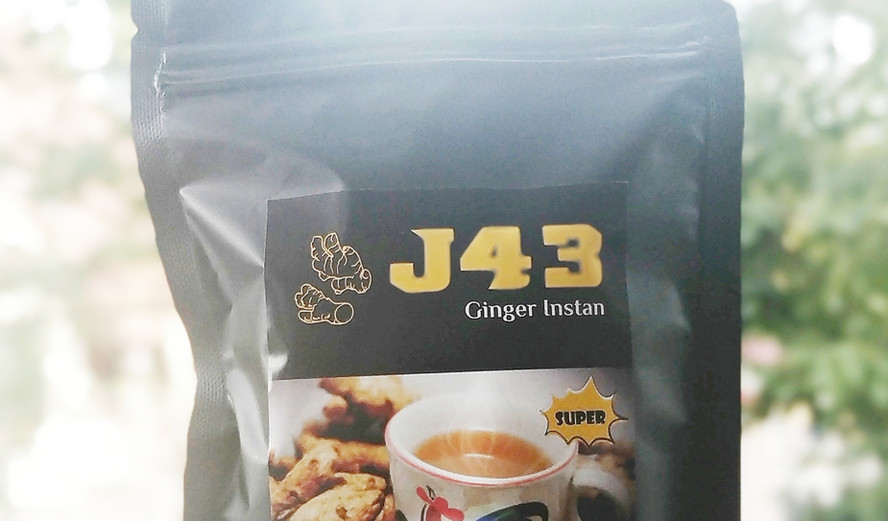 J43
Ginger Instan
SUPER